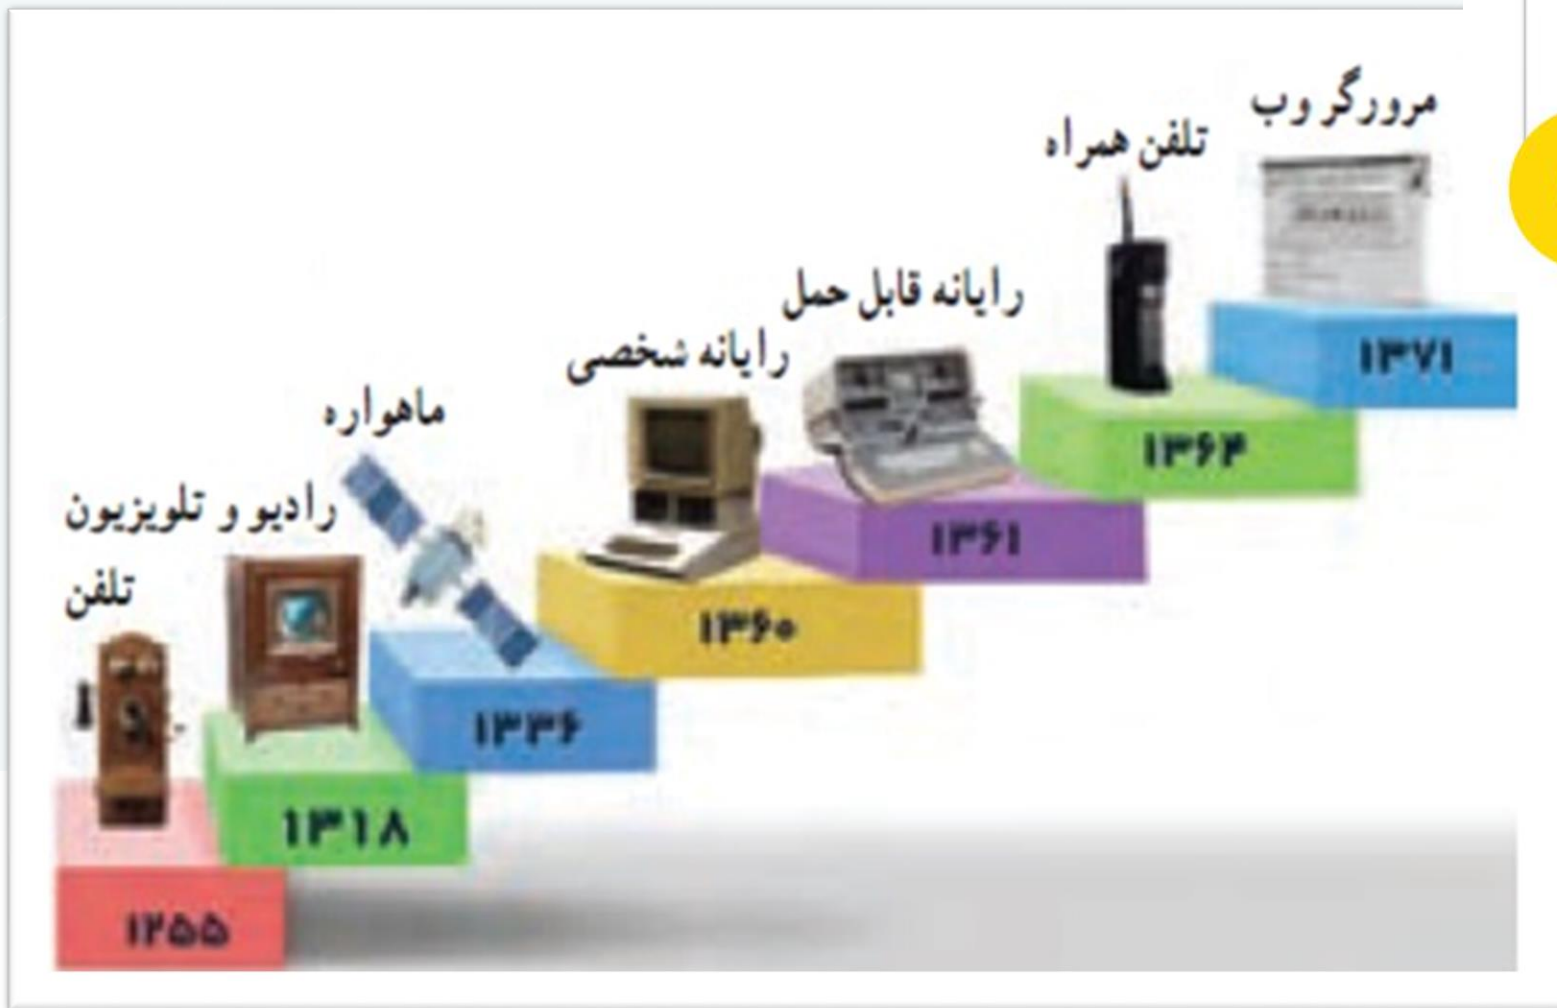 مرورگر وب
تلفن همراه
رایانه قابل حمل
رایانه شخصی
ماهواره
رادیو و تلویزیون
تلفن
۱۳۷۱
۱۳۶۴
۱۳۶۱
۱۳۶۰
۱۳۳۶
۱۳۱۸
۱۲۵۵